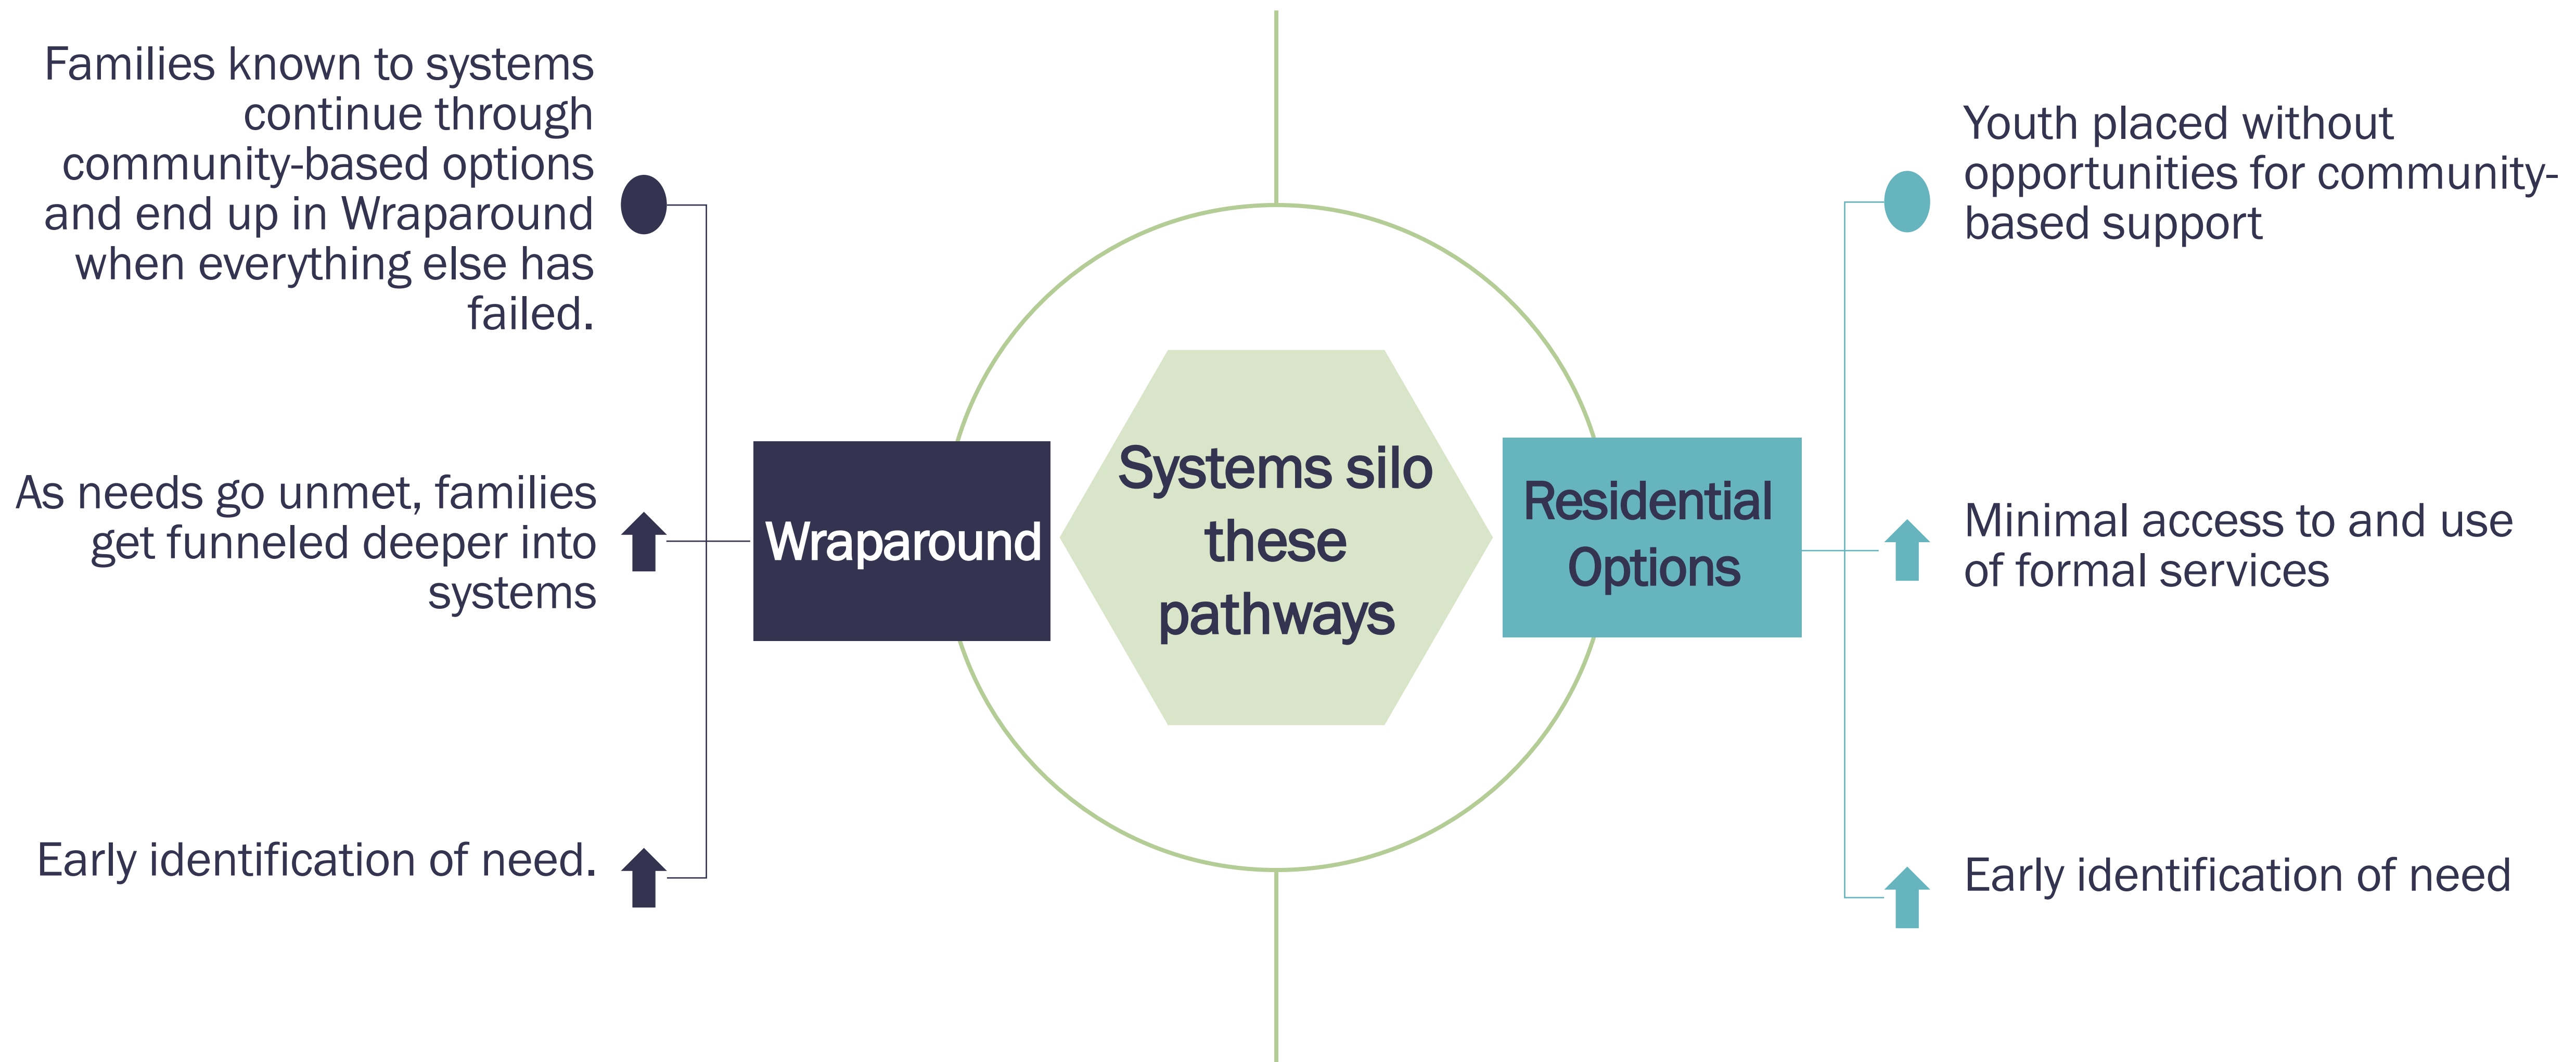 Families known to systems
continue through
community-based options
and end up in Wraparound
when everything else has
failed.
As needs go unmet, families
get funneled deeper into
systems
Early identification of need.
Wraparound
Systems silo
these
pathways
Residential
Options
Youth placed without
opportunities for community-
based support
Minimal access to and use
of formal services
Early identification of need